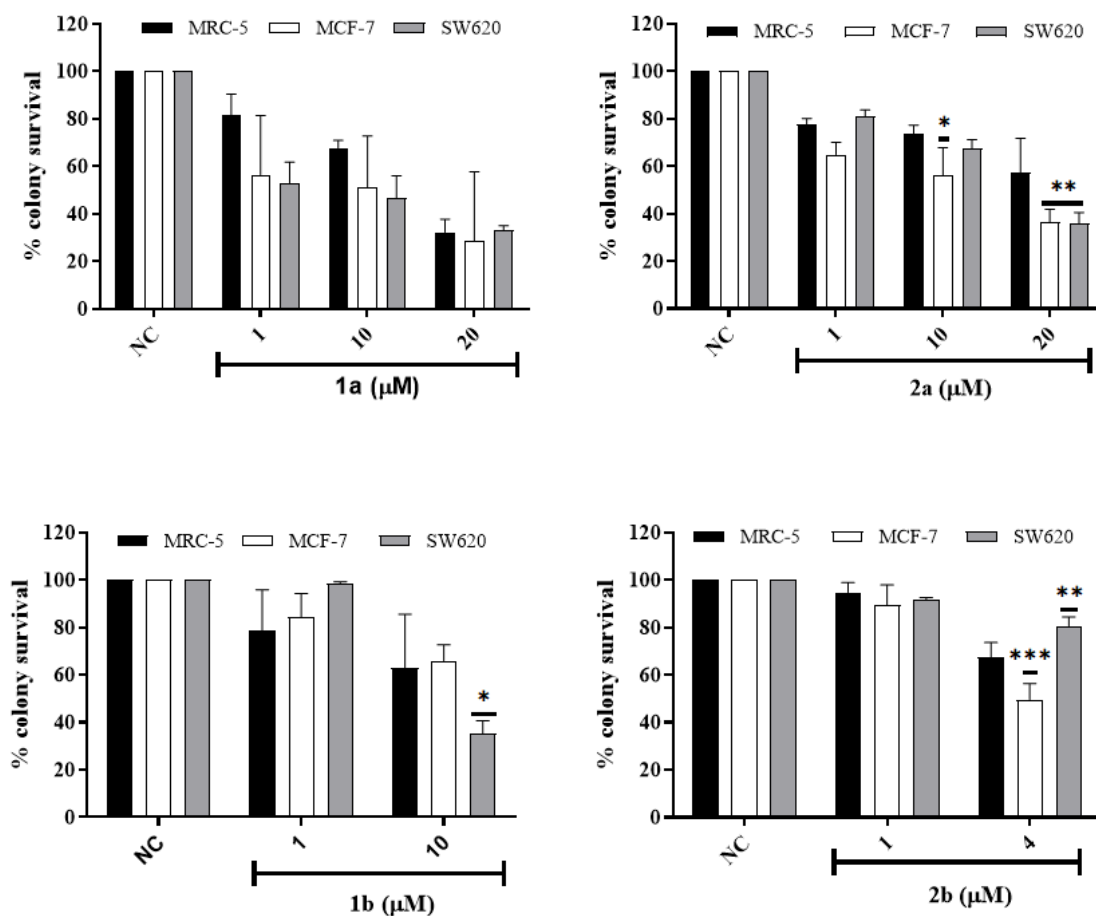 MRC-5 MCF-7 SW620
120
100
80
60
40
20
0
% colony survival
NC 1 10 20
1a (μM)
MRC-5 MCF-7 SW620
120
100
80
60
40
20
0
% colony survival
*
**
NC 1 10 20
2a (μM)
MRC-5 MCF-7 SW620
120
100
80
60
40
20
0
% colony survival
*
NC 1 10
1b (μM)
MRC-5 MCF-7 SW620
120
100
80
60
40
20
0
% colony survival
**
***
NC 1 4
2b (μM)